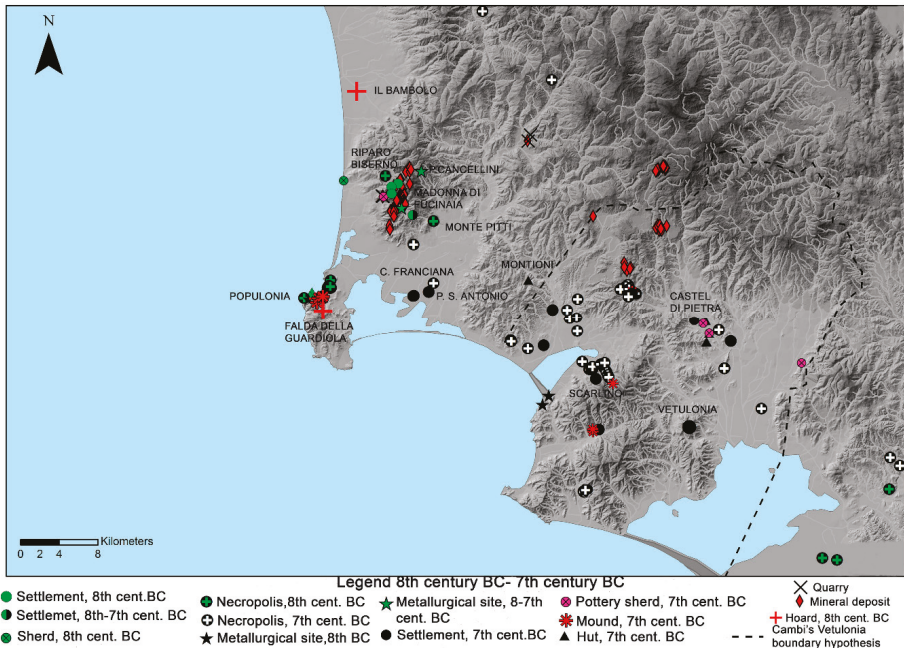 N
IL BAMBOLO
RIPARO
BISERNO
P.CANCELLINI
MADONNA DI
FUCINAIA
MONTE PITTI
C. FRANCIANA
MONTIONI
POPULONIA
P. S. ANTONIO
CASTEL
DI PIETRA
FALDA DELLA
GUARDIOLA
SCARLINO
VETULONIA
Kilometers
0 2 4 8
Legend 8th century BC- 7th century BC
Settlement, 8th cent.BC
Settlemet, 8th-7th cent. BC
Sherd, 8th cent. BC
Necropolis,8th cent. BC
Necropolis, 7th cent. BC
Metallurgical site,8th BC
Metallurgical site, 8-7th
cent. BC
Settlement, 7th cent.BC
Pottery sherd, 7th cent. BC
Mound, 7th cent. BC
Hut, 7th cent. BC
Quarry
Mineral deposit
Hoard, 8th cent. BC
Cambi's Vetulonia
boundary hypothesis